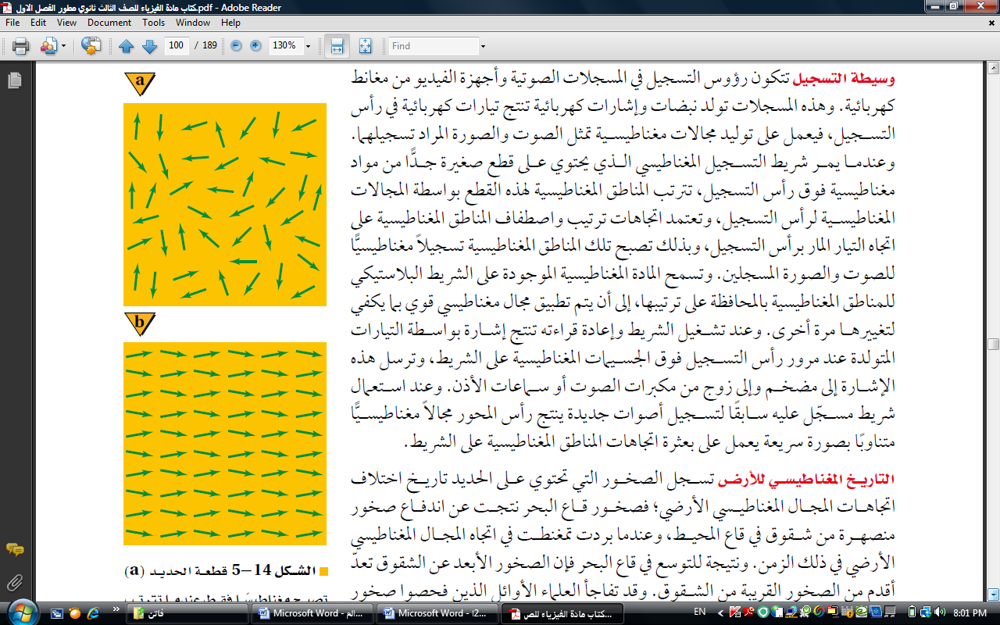 كتاب مادة الفيزياء للصف الثالث ثانوي مطور الفصل الاول.pdf - Adobe Reader
File Edit View Document Tools Window Help
100 / 189 130% Find
وسيطة التسجيل تتكون رؤوس التسجيل في المسجلات الصوتية وأجهزة الفيديو من مغانط
كهربائية. وهذه المسجلات تولد نبضات وإشارات كهربائية تنتج تيارات كهربائية في رأس
التسجيل، فيعمل على توليد مجالات مغناطيسية تمثل الصوت والصورة المراد تسجيلهما.
وعندما يمر شريط التسجيل المغناطيسي الذي يحتوي على قطع صغيرة جدًّا من مواد
مغناطيسية فوق رأس التسجيل، تترتب المناطق المغناطيسية لهذه القطع بواسطة المجالات
المغناطيسية لرأس التسجيل، وتعتمد اتجاهات ترتيب واصطفاف المناطق المغناطيسية على
اتجاه التيار المار برأس التسجيل، وبذلك تصبح تلك المناطق المغناطيسية تسجيلاً مغناطيسيًّا
للصوت والصورة المسجلين. وتسمح المادة المغناطيسية الموجودة على الشريط البلاستيكي
للمناطق المغناطيسية بالمحافظة على ترتيبها، إلى أن يتم تطبيق مجال مغناطيسي قوي بما يكفي
لتغييرها مرة أخرى. وعند تشغيل الشريط وإعادة قراءته تنتج إشارة بواسطة التيارات
المتولدة عند مرور رأس التسجيل فوق الجسيمات المغناطيسية على الشريط، وترسل هذه
الإشارة إلى مضخم وإلى زوج من مكبرات الصوت أو سماعات الأذن. وعند استعمال
شريط مسجّل عليه سابقًا لتسجيل أصوات جديدة ينتج رأس المحور مجالاً مغناطيسيًّا
متناوبًا بصورة سريعة يعمل على بعثرة اتجاهات المناطق المغناطيسية على الشريط.
التاريخ المغناطيسي للأرض تسجل الصخور التي تحتوي على الحديد تاريخ اختلاف
اتجاهات المجال المغناطيسي الأرضي؛ فصخور قاع البحر نتجت عن اندفاع صخور
منصهرة من شقوق في قاع المحيط، وعندما بردت تمغنطت في اتجاه المجال المغناطيسي
الأرضي في ذلك الزمن. ونتيجة للتوسع في قاع البحر فإن الصخور الأبعد عن الشقوق تعدّ
أقدم من الصخور القريبة من الشقوق. وقد تفاجأ العلماء الأوائل الذين فحصوا صخور
a
b
الشكل 14–5 قطعة الحديد (a)
تصبح مغناطيسًا فقط عندما تترتب
فاتن
Microsoft Word - العالم...
Microsoft Word - 12...
كتاب مادة الفيزياء للص...
EN
8:01 PM